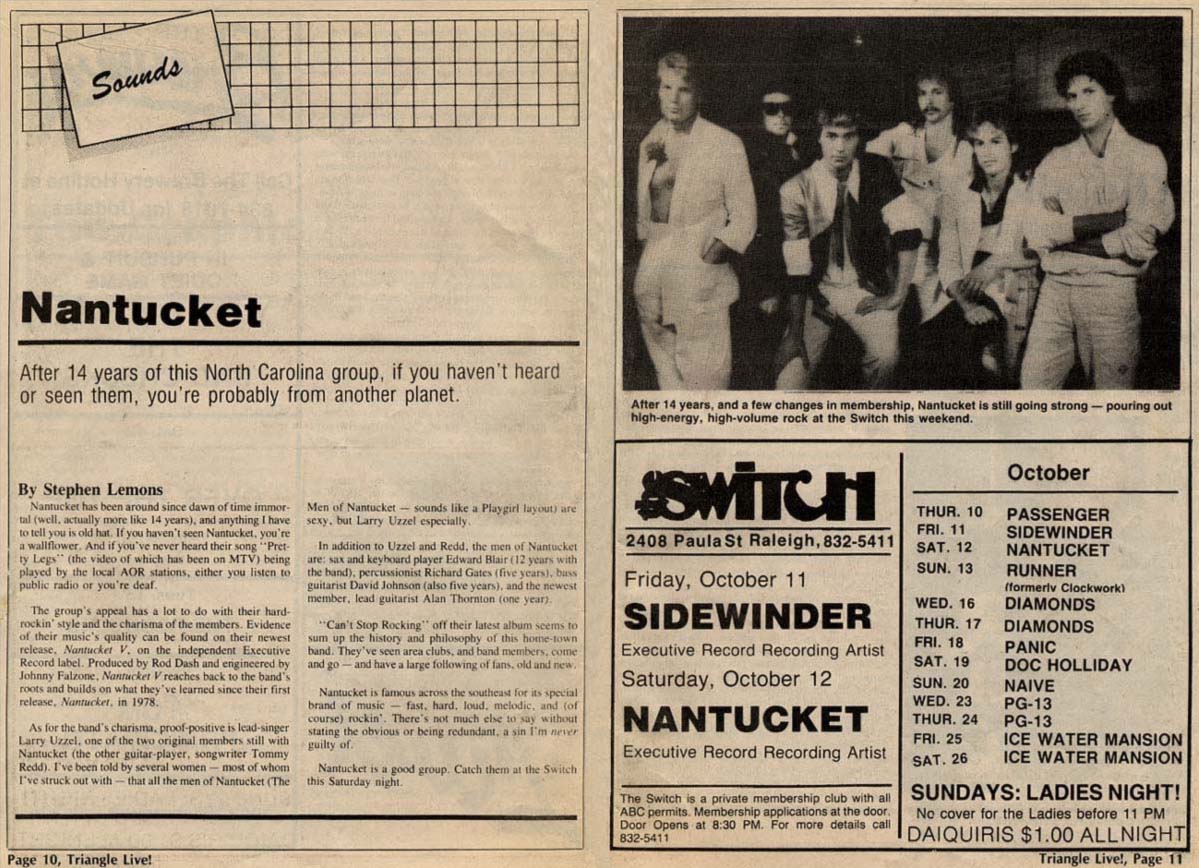 Sounds
Nantucket
After 14 years of this North Carolina group, if you haven't heard
or seen them, you're probably from another planet.
By Stephen Lemons
Nantucket has been around since dawn of time immor-
tal (well, actually more like 14 years), and anything I have
to tell you is old hat. If you haven't seen Nantucket, you're
a wallflower. And if you've never heard their song "Pret-
ty Legs" (the video of which has been on MTV) being
played by the local AOR stations, either you listen to
public radio or you're deaf.
The group's appeal has a lot to do with their hard-
rockin' style and the charisma of the members. Evidence
of their music's quality can be found on their newest
release, Nantucket V, on the independent Executive
Record label. Produced by Rod Dash and engineered by
Johnny Falzone, Nantucket V reaches back to the band's
roots and builds on what they've learned since their first
release, Nantucket, in 1978.
As for the band's charisma, proof-positive is lead-singer
Larry Uzzel, one of the two original members still with
Nantucket (the other guitar-player, songwriter Tommy
Redd). I've been told by several women — most of whom
I've struck out with — that all the men of Nantucket (The
Men of Nantucket — sounds like a Playgirl layout) are
sexy, but Larry Uzzel especially.
In addition to Uzzel and Redd, the men of Nantucket
are: sax and keyboard player Edward Blair (12 years with
the band), percussionist Richard Gates (five years), bass
guitarist David Johnson (also five years), and the newest
member, lead guitarist Alan Thornton (one year).
"Can't Stop Rocking" off their latest album seems to
sum up the history and philosophy of this home-town
band. They've seen area clubs, and band members, come
and go — and have a large following of fans, old and new.
Nantucket is famous across the southeast for its special
brand of music — fast, hard, loud, melodic, and (of
course) rockin'. There's not much else to say without
stating the obvious or being redundant, a sin I'm never
guilty of.
Nantucket is a good group. Catch them at the Switch
this Saturday night.
Page 10, Triangle Live!
After 14 years, and a few changes in membership, Nantucket is still going strong — pouring out
high-energy, high-volume rock at the Switch this weekend.
THE SWITCH
2408 Paula St Raleigh, 832-5411
Friday, October 11
SIDEWINDER
Executive Record Recording Artist
Saturday, October 12
NANTUCKET
Executive Record Recording Artist
The Switch is a private membership club with all
ABC permits. Membership applications at the door.
Door Opens at 8:30 PM. For more details call
832-5411
October
THUR. 10 PASSENGER
FRI. 11 SIDEWINDER
SAT. 12 NANTUCKET
SUN. 13 RUNNER
(formerly Clockwork)
WED. 16 DIAMONDS
THUR. 17 DIAMONDS
FRI. 18 PANIC
SAT. 19 DOC HOLLIDAY
SUN. 20 NAIVE
WED. 23 PG-13
THUR. 24 PG-13
FRI. 25 ICE WATER MANSION
SAT. 26 ICE WATER MANSION
SUNDAYS: LADIES NIGHT!
No cover for the Ladies before 11 PM
DAIQUIRIS $1.00 ALL NIGHT
Triangle Live!, Page 11